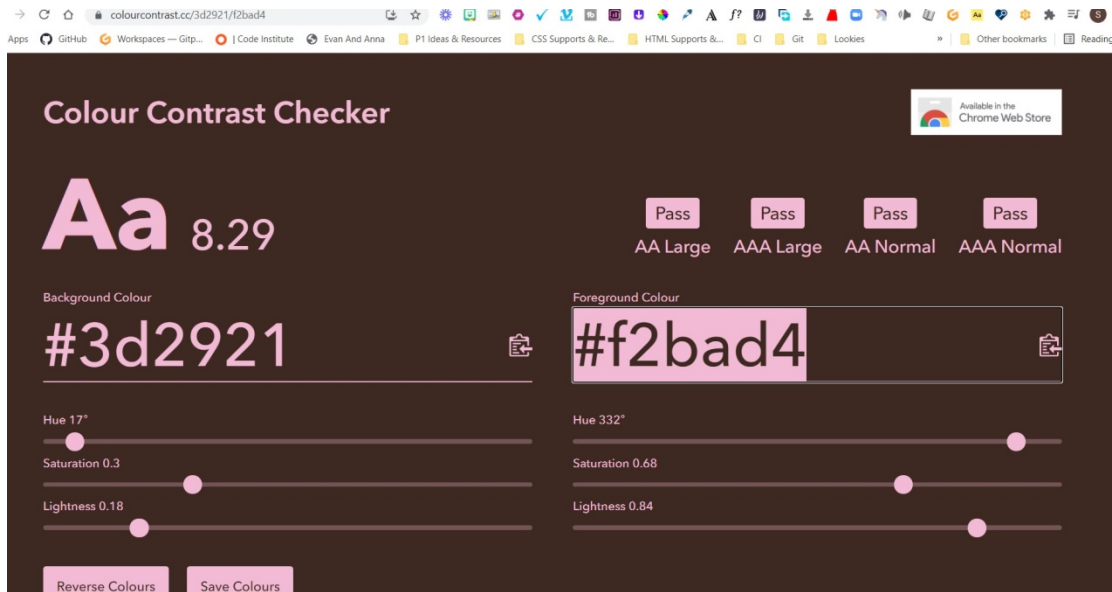 colourcontrast.cc/3d2921/f2bad4
Apps GitHub Workspaces — Gitp... | Code Institute Evan And Anna P1 Ideas & Resources CSS Supports & Re... HTML Supports &... CI Git Lookies » Other bookmarks Reading
Colour Contrast Checker
Available in the
Chrome Web Store
Aa 8.29
Pass Pass Pass Pass
AA Large AAA Large AA Normal AAA Normal
Background Colour Foreground Colour
#3d2921 #f2bad4
Hue 17° Hue 332°
Saturation 0.3 Saturation 0.68
Lightness 0.18 Lightness 0.84
Reverse Colours Save Colours